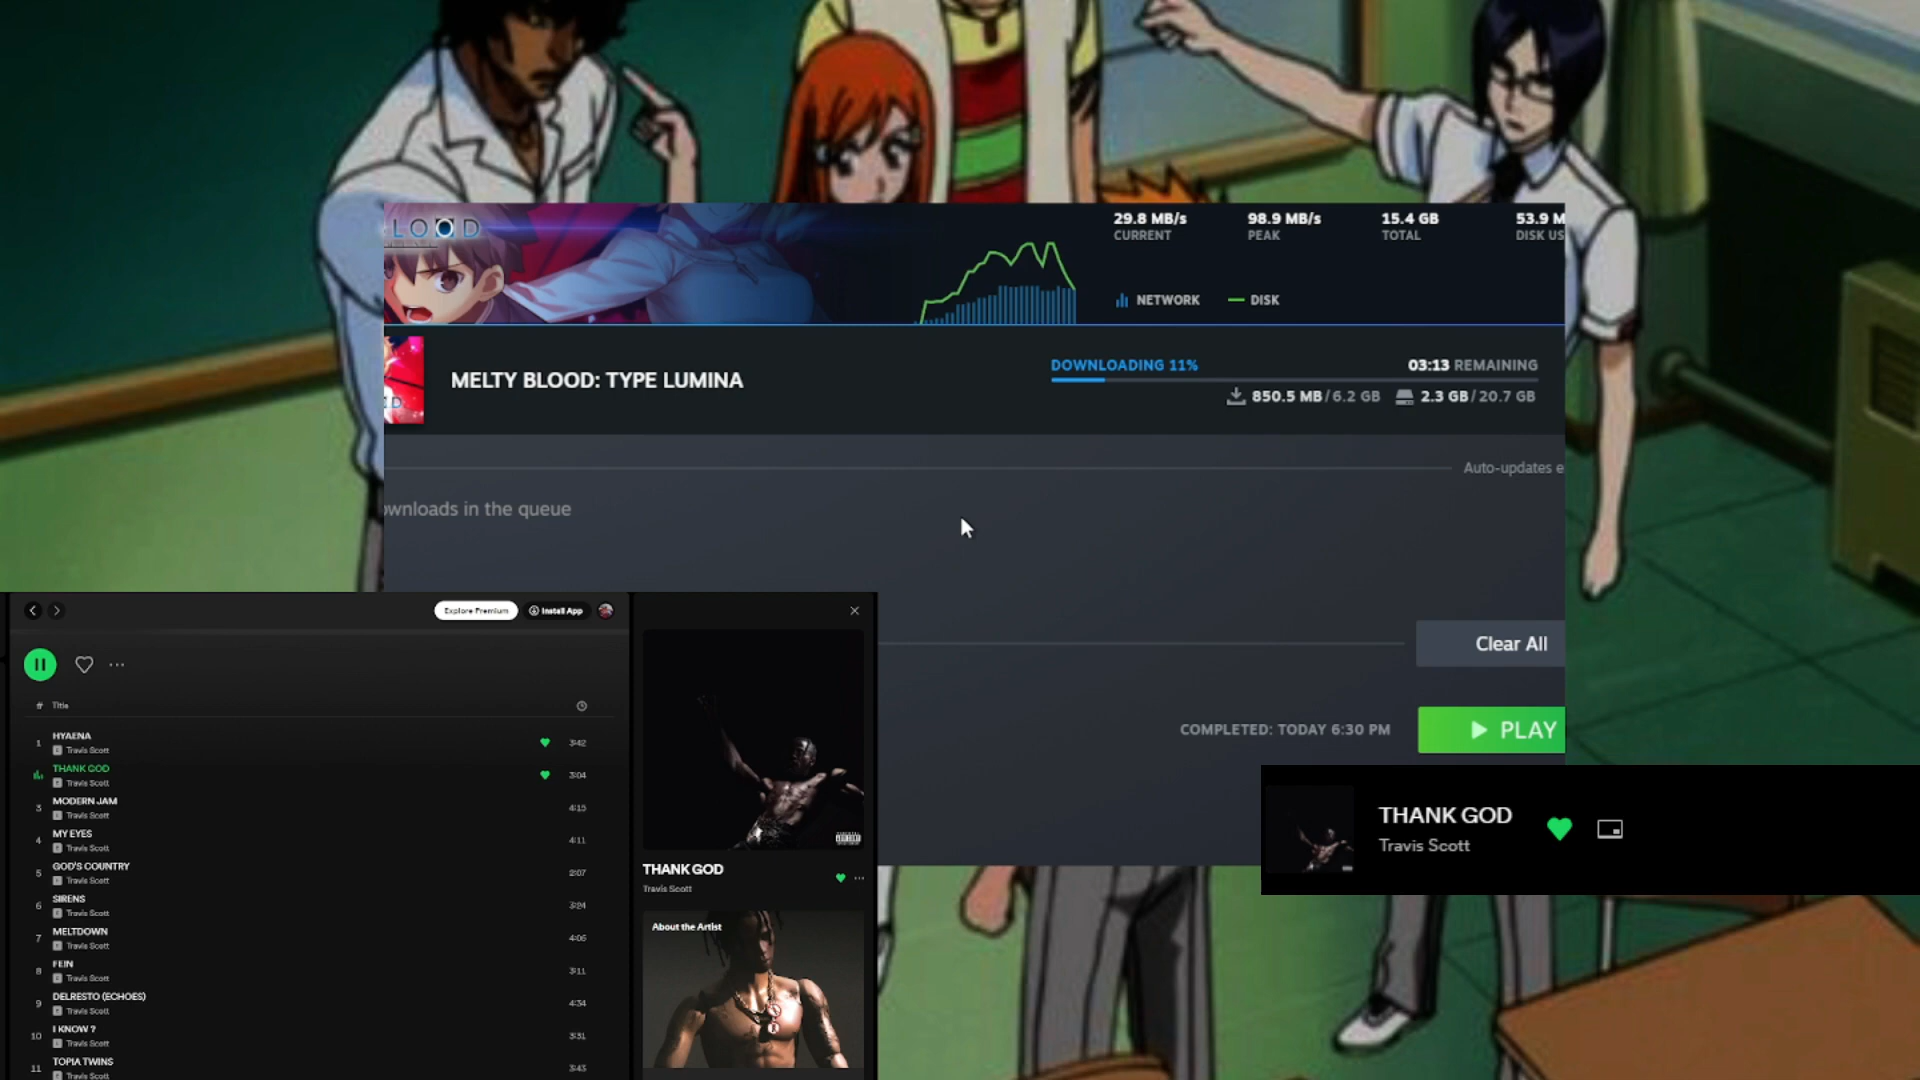 LOOD
29.8 MB/s
CURRENT
98.9 MB/s
PEAK
15.4 GB
TOTAL
53.9 M
DISK US
NETWORK
DISK
MELTY BLOOD: TYPE LUMINA
DOWNLOADING 11%
03:13 REMAINING
850.5 MB/6.2 GB
2.3 GB/20.7 GB
Auto-updates e
ownloads in the queue
Clear All
COMPLETED: TODAY 6:30 PM
PLAY
Explore Premium
Install App
# Title
1 HYAENA 3:42
E Travis Scott
THANK GOD 3:04
E Travis Scott
3 MODERN JAM 4:15
E Travis Scott
4 MY EYES 4:11
E Travis Scott
5 GOD'S COUNTRY 2:07
E Travis Scott
6 SIRENS 3:24
E Travis Scott
7 MELTDOWN 4:06
E Travis Scott
8 FE!N 3:11
E Travis Scott
9 DELRESTO (ECHOES) 4:34
E Travis Scott
10 I KNOW ? 3:31
E Travis Scott
11 TOPIA TWINS 3:43
E Travis Scott
THANK GOD
Travis Scott
About the Artist
THANK GOD
Travis Scott